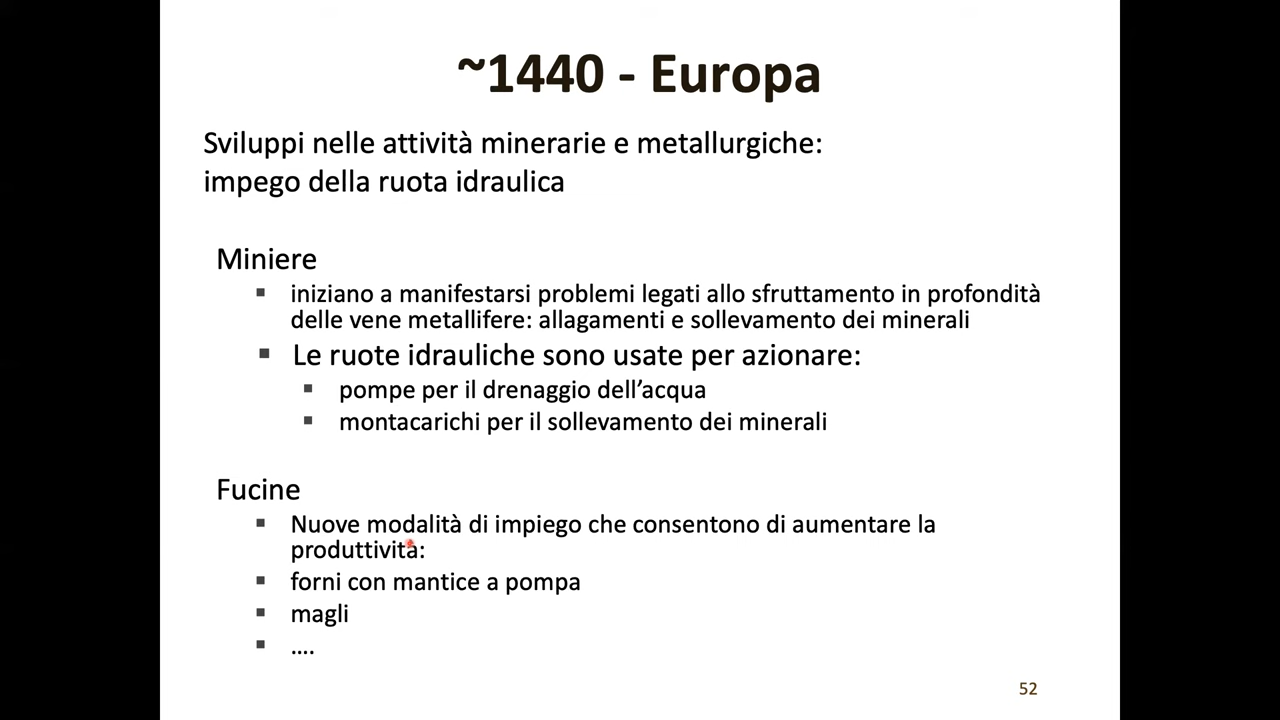 ~1440 - Europa
Sviluppi nelle attività minerarie e metallurgiche:
impego della ruota idraulica
Miniere
▪ iniziano a manifestarsi problemi legati allo sfruttamento in profondità
delle vene metallifere: allagamenti e sollevamento dei minerali
▪ Le ruote idrauliche sono usate per azionare:
▪ pompe per il drenaggio dell’acqua
▪ montacarichi per il sollevamento dei minerali
Fucine
▪ Nuove modalità di impiego che consentono di aumentare la
produttività:
▪ forni con mantice a pompa
▪ magli
▪ ....
52